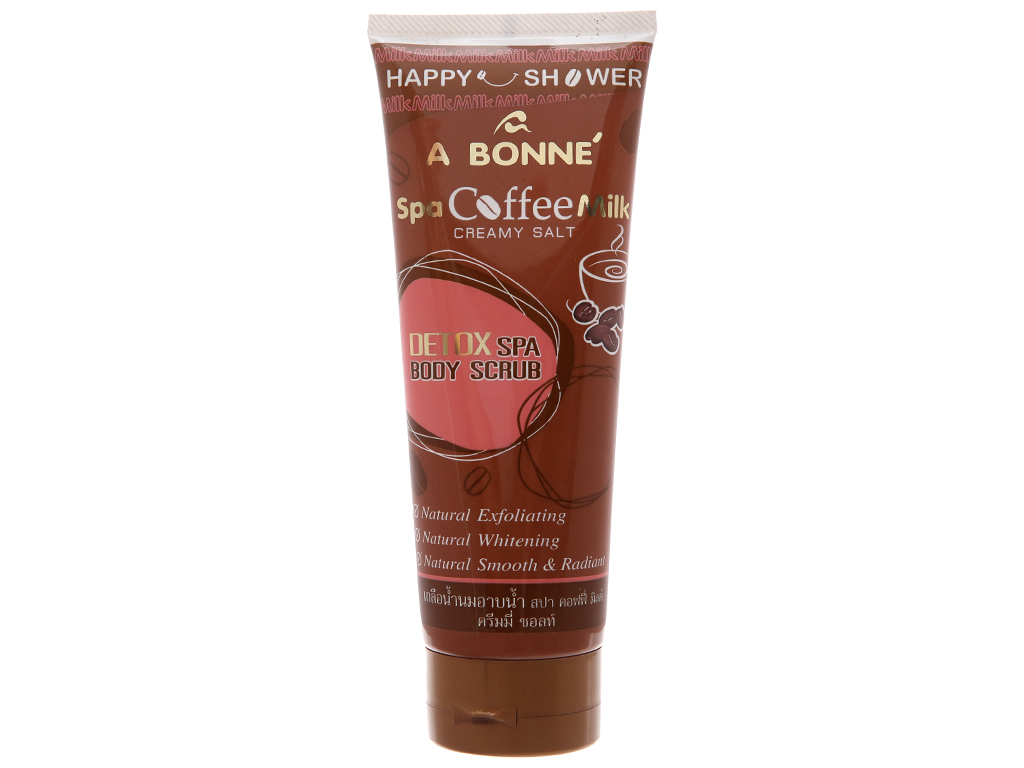 MilkMilkMilkMilkMilkMilk
HAPPY SHOWER
MilkMilkMilkMilkMilk
A BONNÉ
Spa Coffee Milk
CREAMY SALT
DETOX SPA
BODY SCRUB
Natural Exfoliating
Natural Whitening
Natural Smooth & Radiant
เกลือน้ำนมอาบน้ำ สปา คอฟฟี่ มิลค์
ครีมมี่ ซอลท์